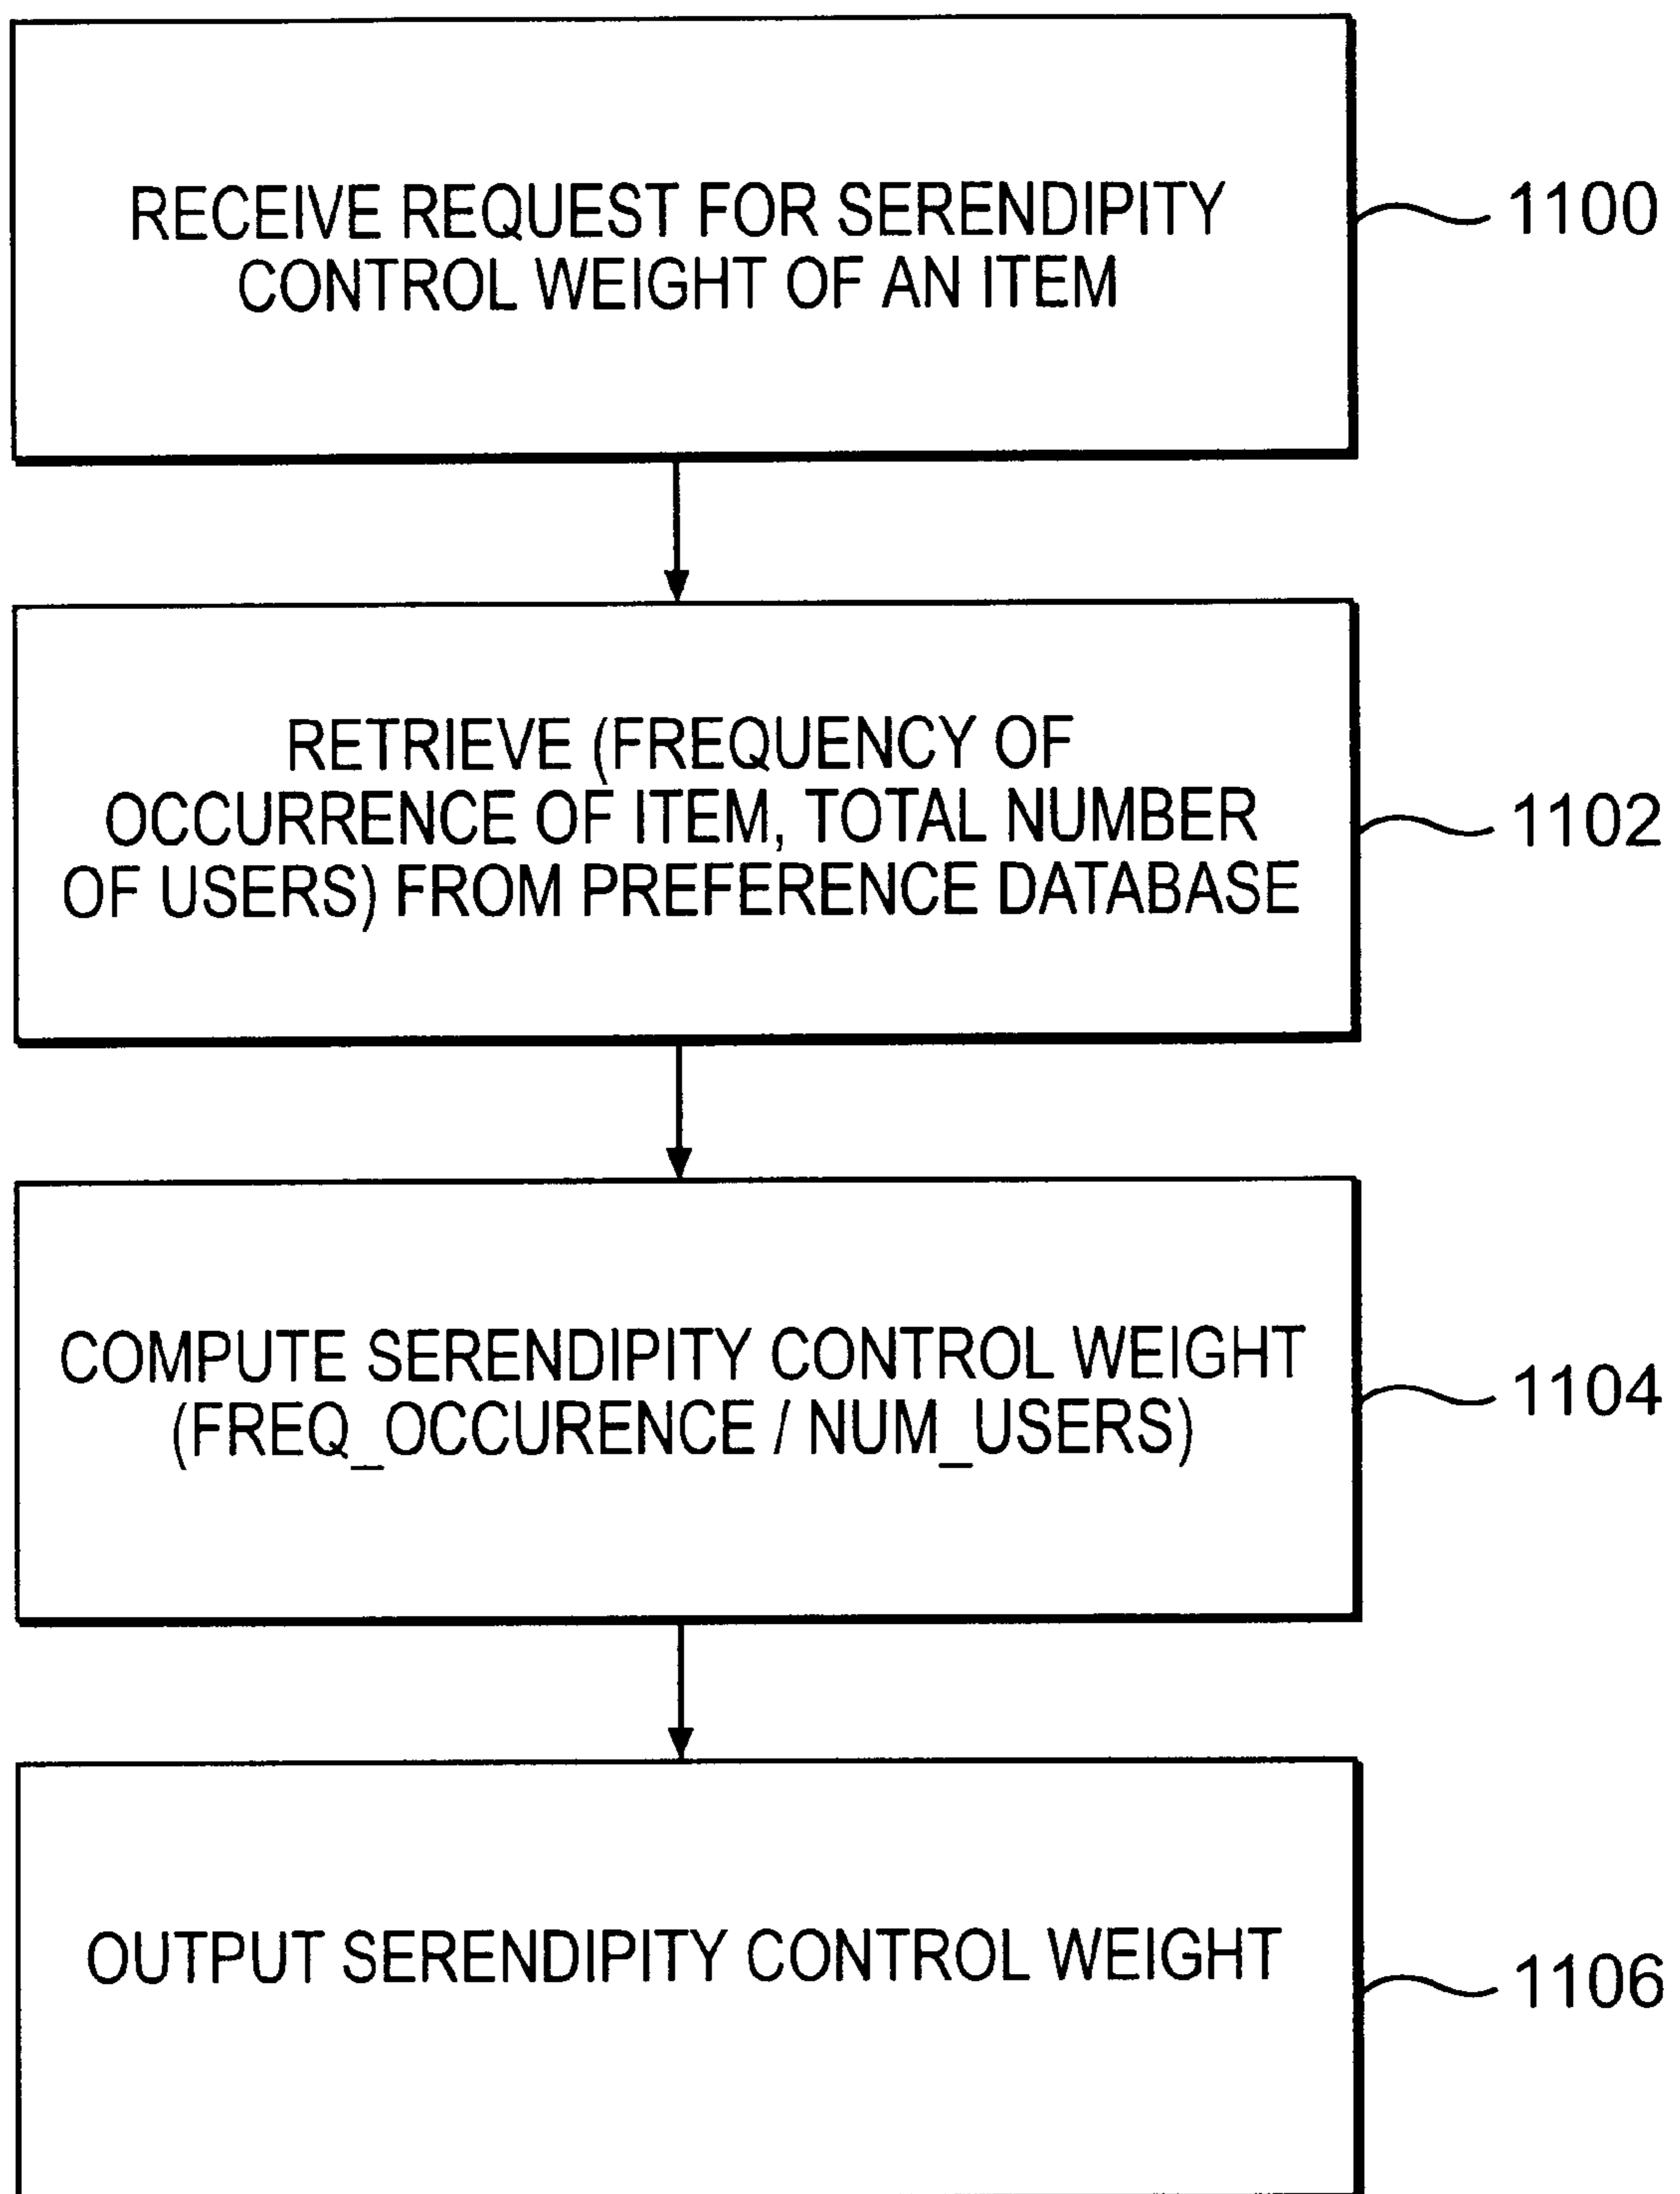 RECEIVE REQUEST FOR SERENDIPITY
CONTROL WEIGHT OF AN ITEM
1100
RETRIEVE (FREQUENCY OF
OCCURRENCE OF ITEM, TOTAL NUMBER
OF USERS) FROM PREFERENCE DATABASE
1102
COMPUTE SERENDIPITY CONTROL WEIGHT
(FREQ_OCCURENCE / NUM_USERS)
1104
OUTPUT SERENDIPITY CONTROL WEIGHT
1106